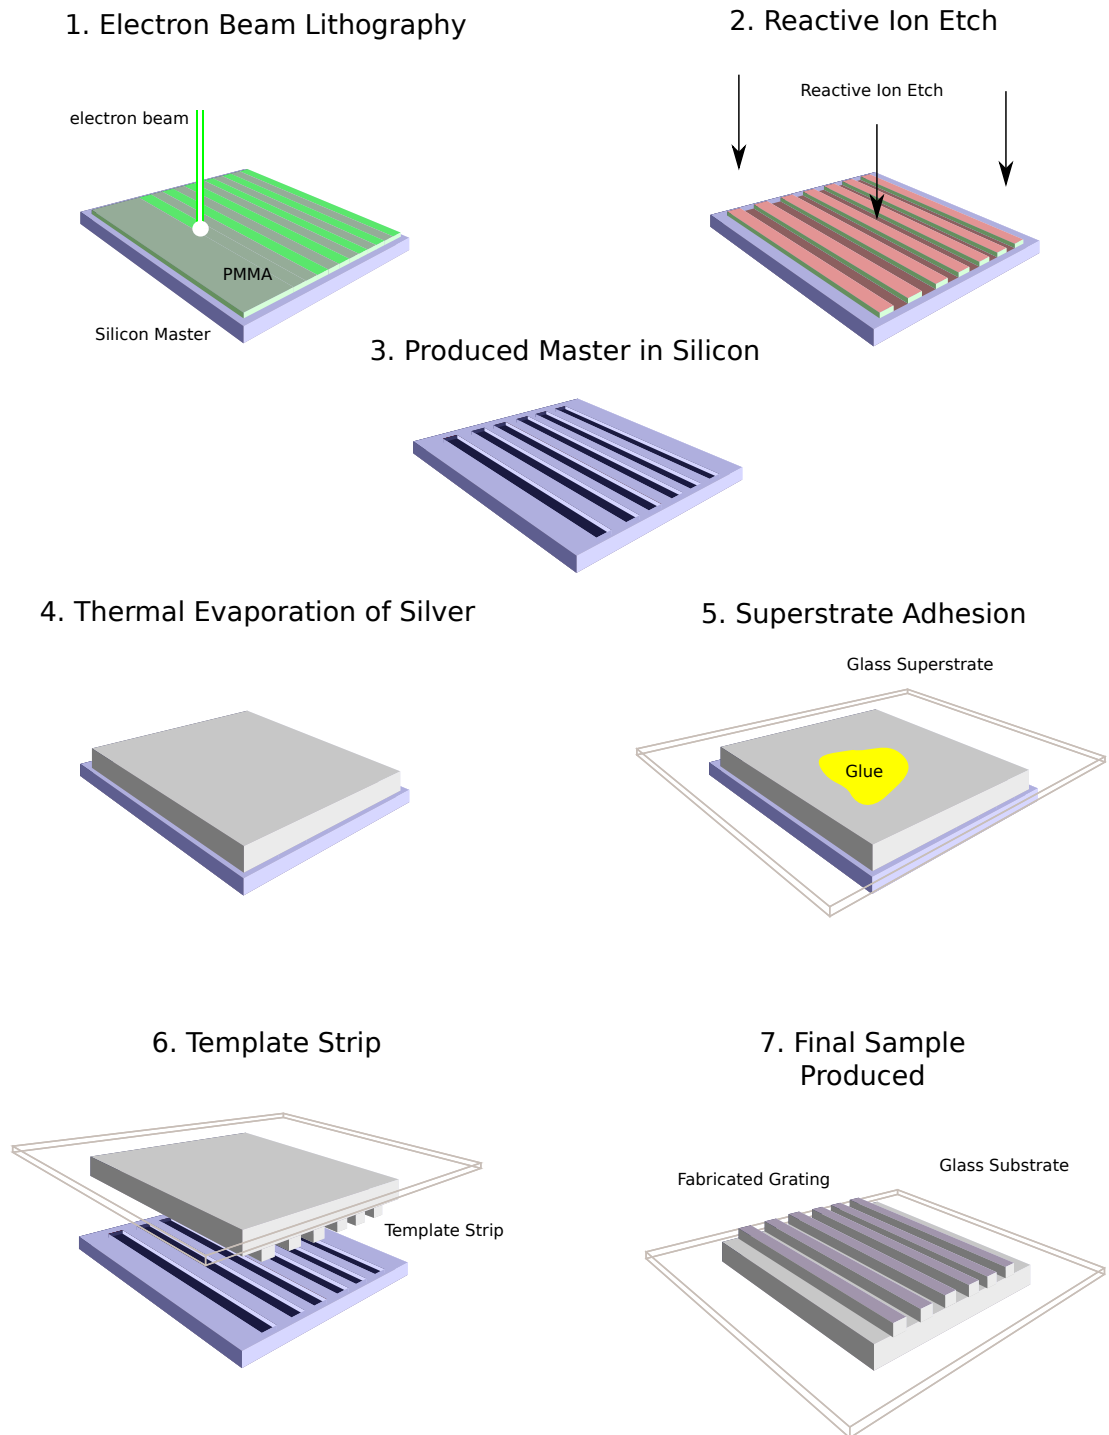 1. Electron Beam Lithography
electron beam
PMMA
Silicon Master
2. Reactive Ion Etch
Reactive Ion Etch
3. Produced Master in Silicon
4. Thermal Evaporation of Silver
5. Superstrate Adhesion
Glass Superstrate
Glue
6. Template Strip
Template Strip
7. Final Sample
Produced
Fabricated Grating
Glass Substrate